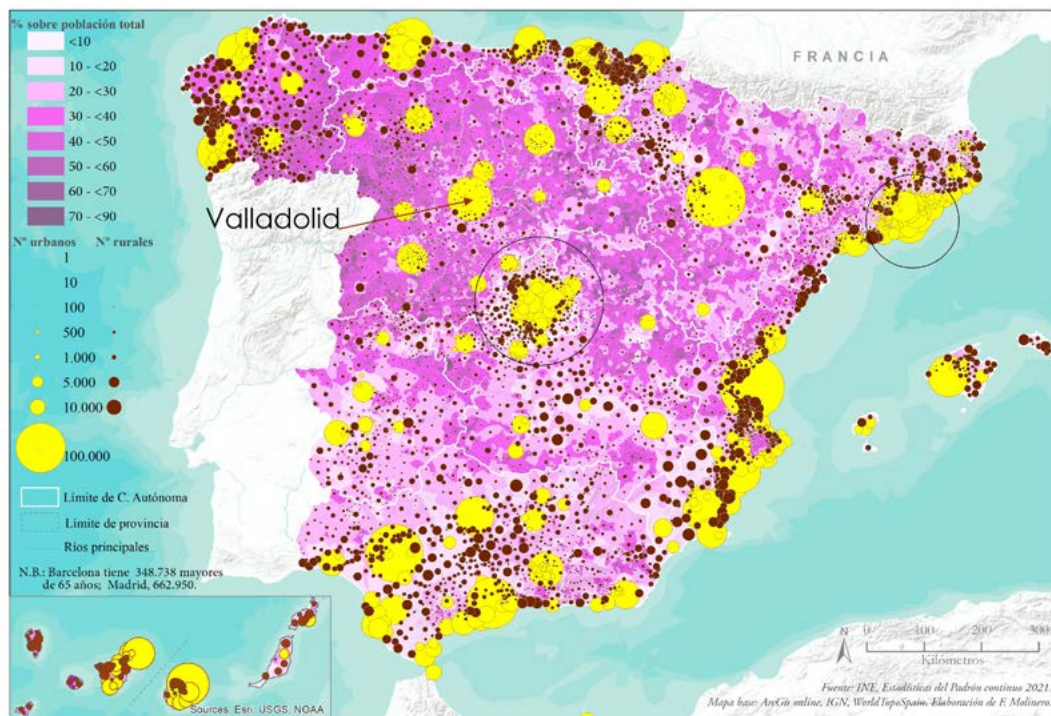 % sobre población total
<10
10 - <20
20 - <30
30 - <40
40 - <50
50 - <60
60 - <70
70 - <90
Nº urbanos Nº rurales
1
10
100
500
1.000
5.000
10.000
100.000
Límite de C. Autónoma
Límite de provincia
Ríos principales
N.B.: Barcelona tiene 348.738 mayores
de 65 años; Madrid, 662.950.
FRANCIA
Valladolid
Sources: Esri, USGS, NOAA
N
0 100 200 300
Kilómetros
Fuente: INE, Estadísticas del Padrón continuo 2021.
Mapa base: ArcGis online, IGN, WorldTopoSpain. Elaboración de F. Molinero.